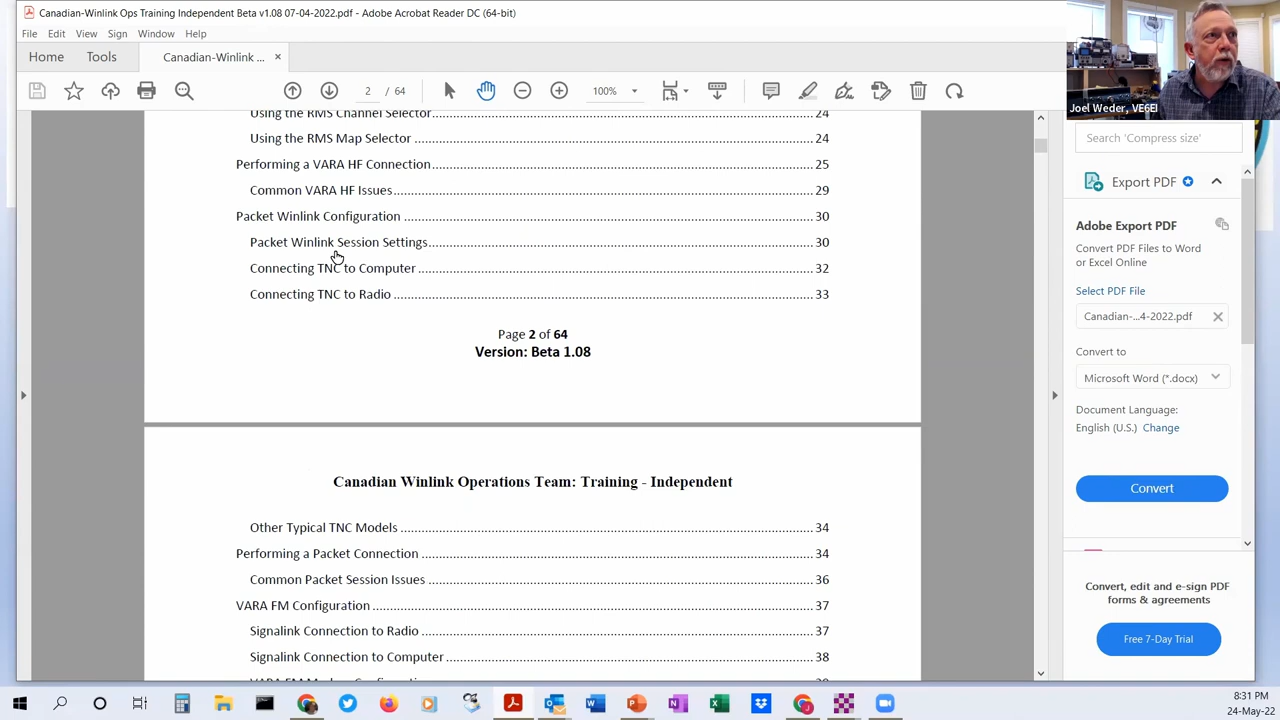 Canadian-Winlink Ops Training Independent Beta v1.08 07-04-2022.pdf - Adobe Acrobat Reader DC (64-bit)
File Edit View Sign Window Help
Home Tools Canadian-Winlink ... ×
2 / 64 100%
Joel Weder, VE6EI
Using the RMS Channel Selector 24
Using the RMS Map Selector 24
Performing a VARA HF Connection 25
Common VARA HF Issues 29
Packet Winlink Configuration 30
Packet Winlink Session Settings 30
Connecting TNC to Computer 32
Connecting TNC to Radio 33
Page 2 of 64
Version: Beta 1.08
Canadian Winlink Operations Team: Training - Independent
Other Typical TNC Models 34
Performing a Packet Connection 34
Common Packet Session Issues 36
VARA FM Configuration 37
Signalink Connection to Radio 37
Signalink Connection to Computer 38
Search 'Compress size'
Export PDF
Adobe Export PDF
Convert PDF Files to Word
or Excel Online
Select PDF File
Canadian-...4-2022.pdf
Convert to
Microsoft Word (*.docx)
Document Language:
English (U.S.) Change
Convert
Convert, edit and e-sign PDF
forms & agreements
Free 7-Day Trial
8:31 PM
24-May-22